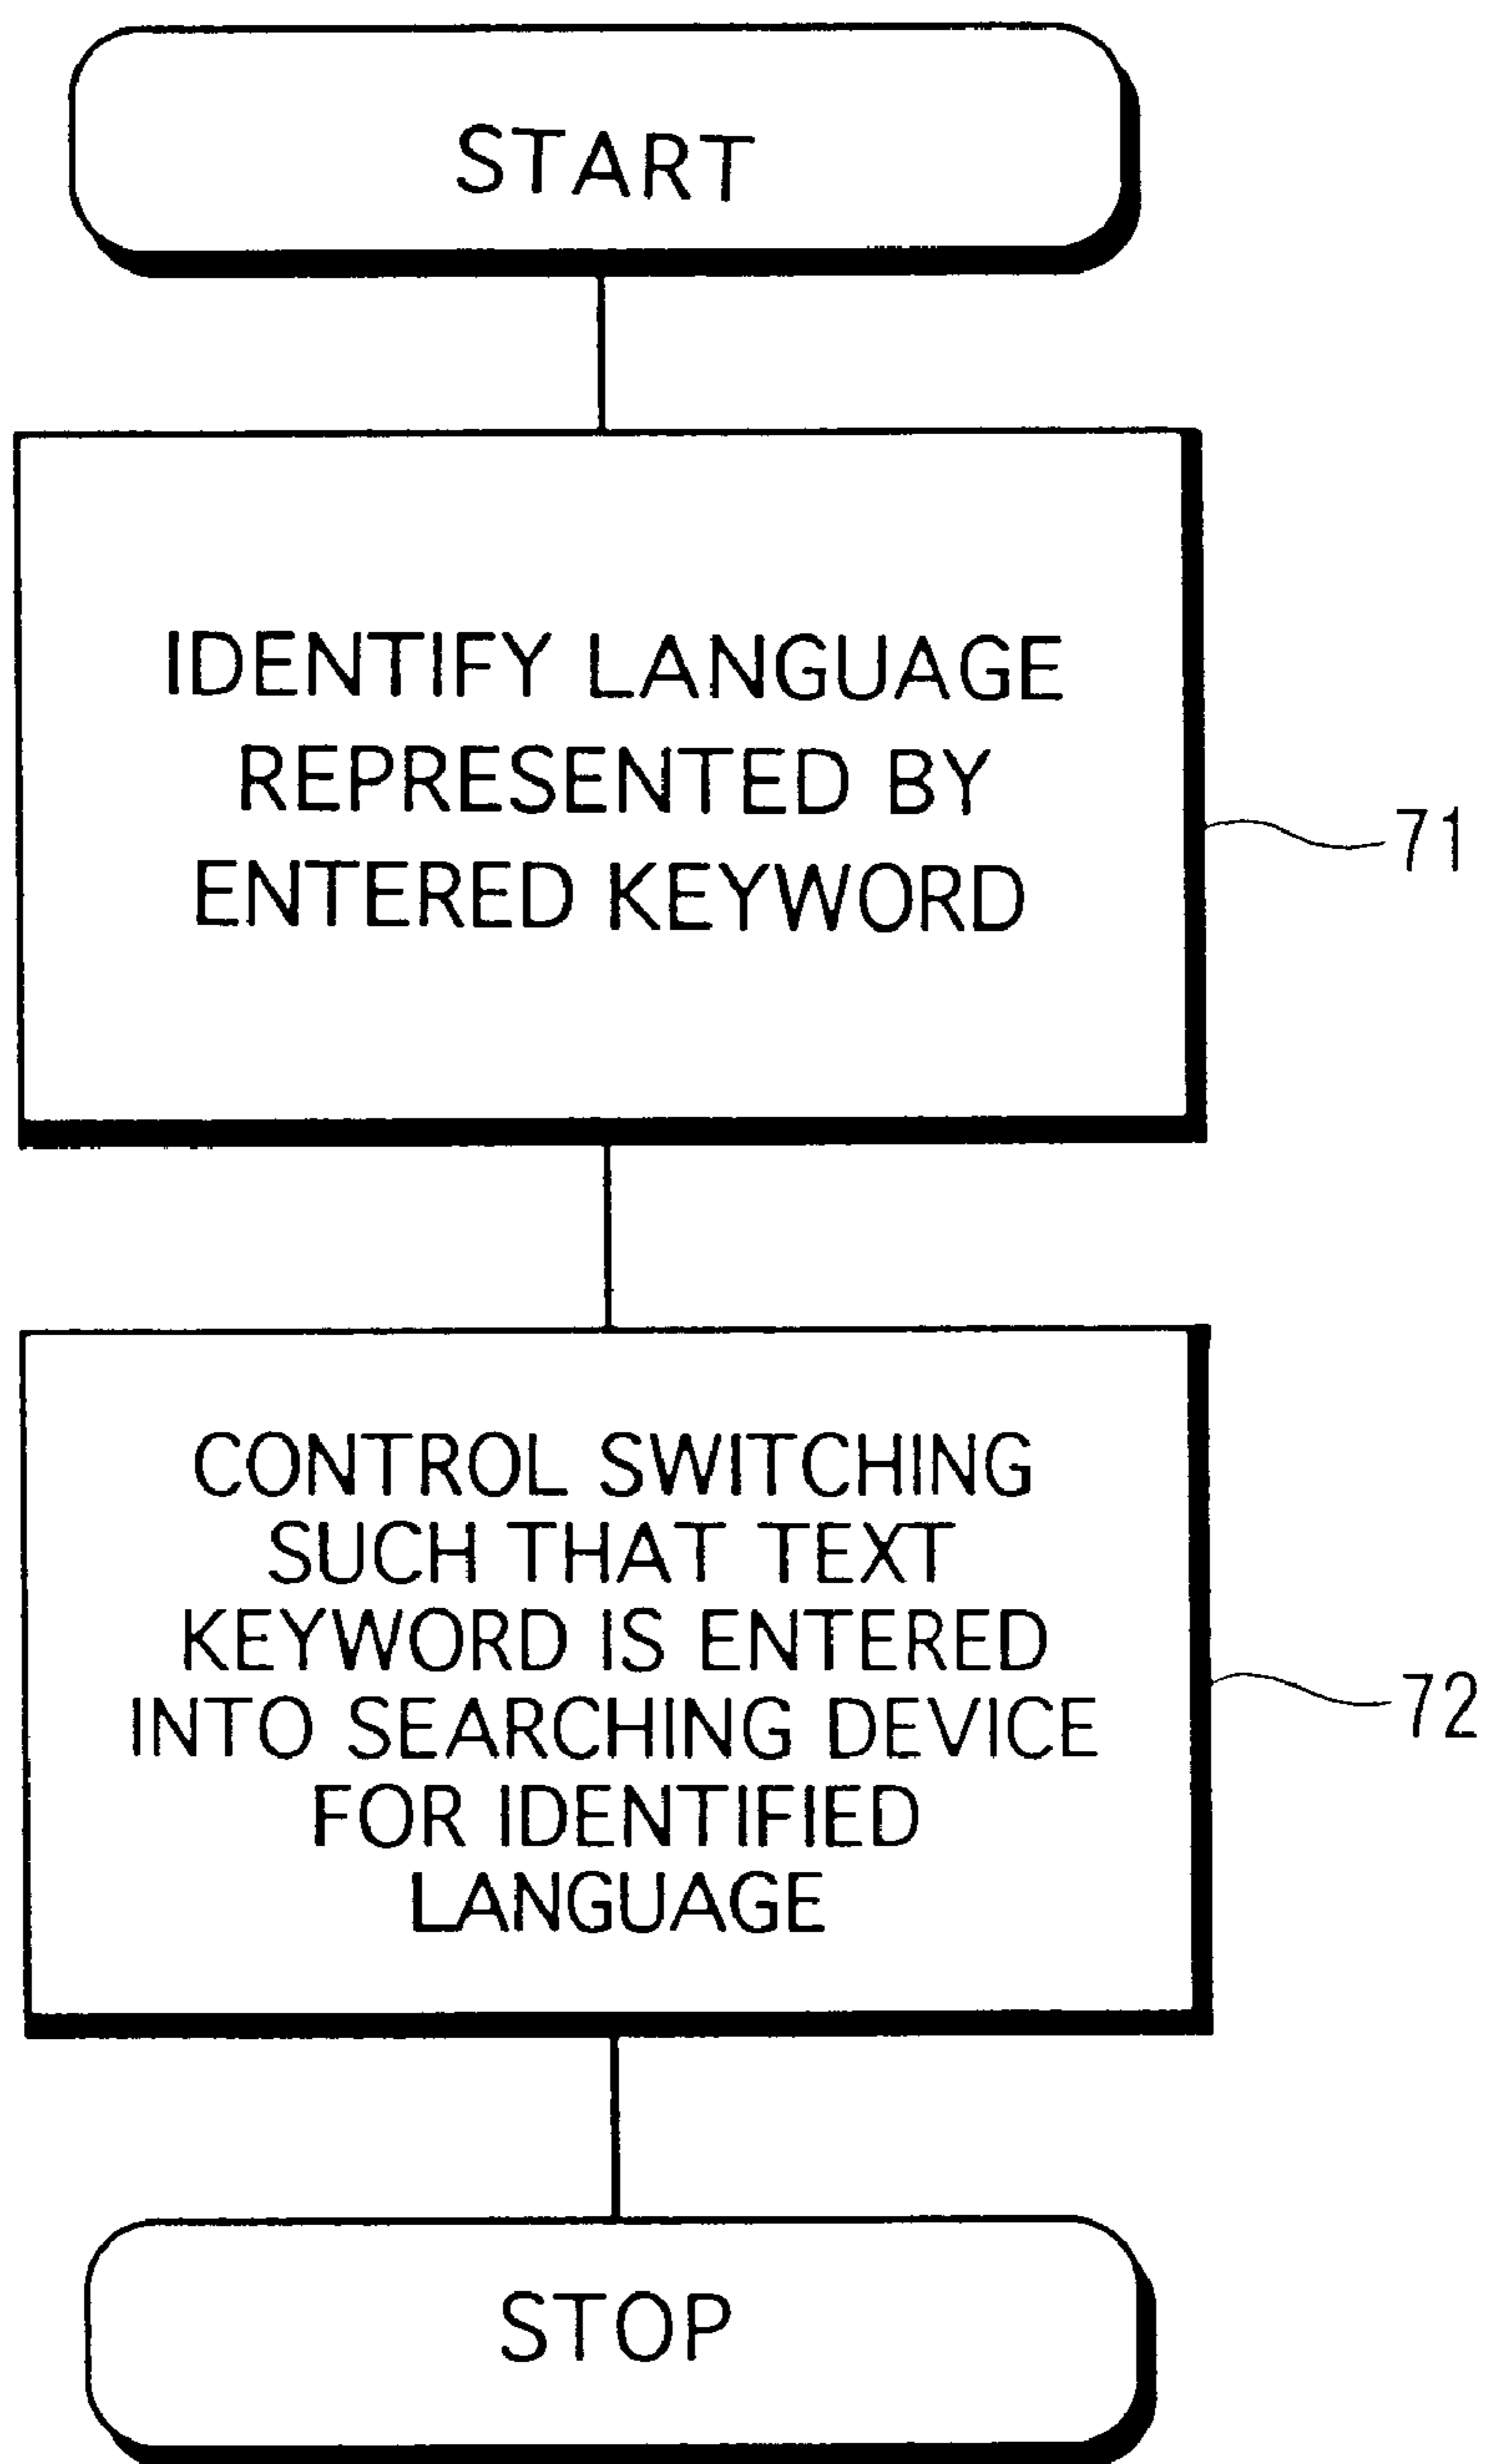 START
IDENTIFY LANGUAGE
REPRESENTED BY
ENTERED KEYWORD
71
CONTROL SWITCHING
SUCH THAT TEXT
KEYWORD IS ENTERED
INTO SEARCHING DEVICE
FOR IDENTIFIED
LANGUAGE
72
STOP